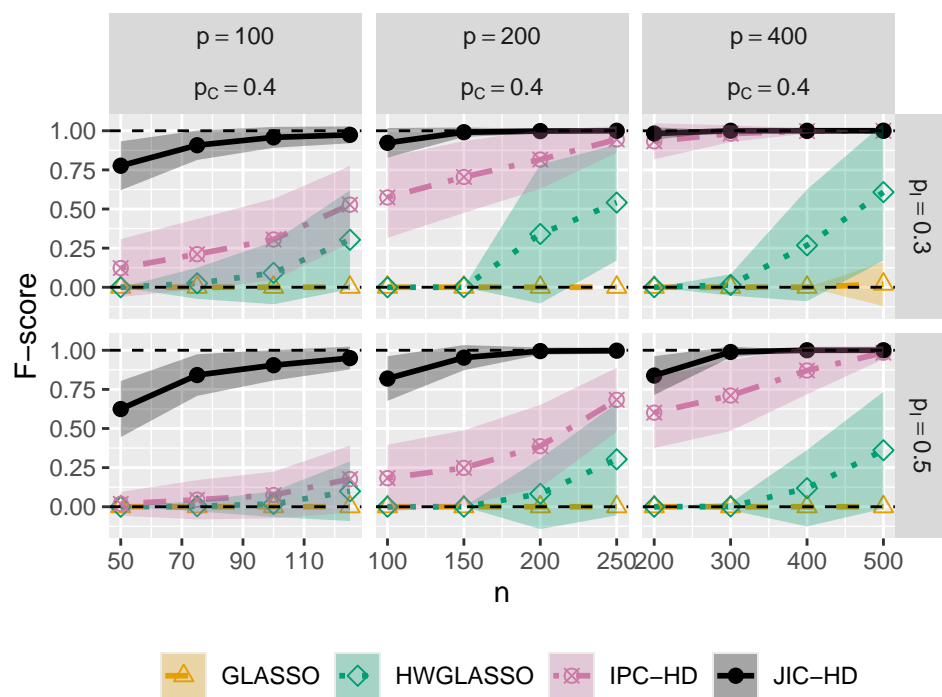 p = 100 p = 200 p = 400
p_C = 0.4 p_C = 0.4 p_C = 0.4
1.00
0.75
0.50
0.25
0.00
p_I = 0.3
1.00
0.75
0.50
0.25
0.00
p_I = 0.5
F−score
50 70 90 110 100 150 200 250 200 300 400 500
n
GLASSO HWGLASSO IPC−HD JIC−HD